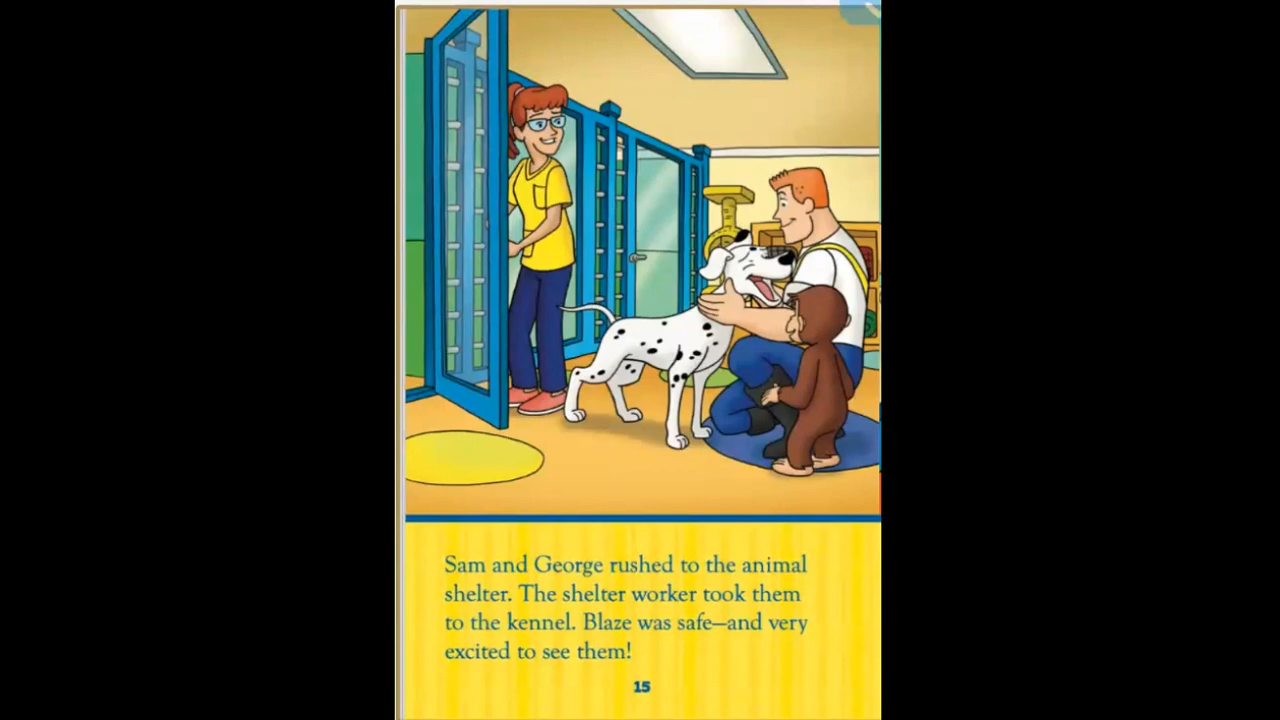 Sam and George rushed to the animal
shelter. The shelter worker took them
to the kennel. Blaze was safe—and very
excited to see them!
15